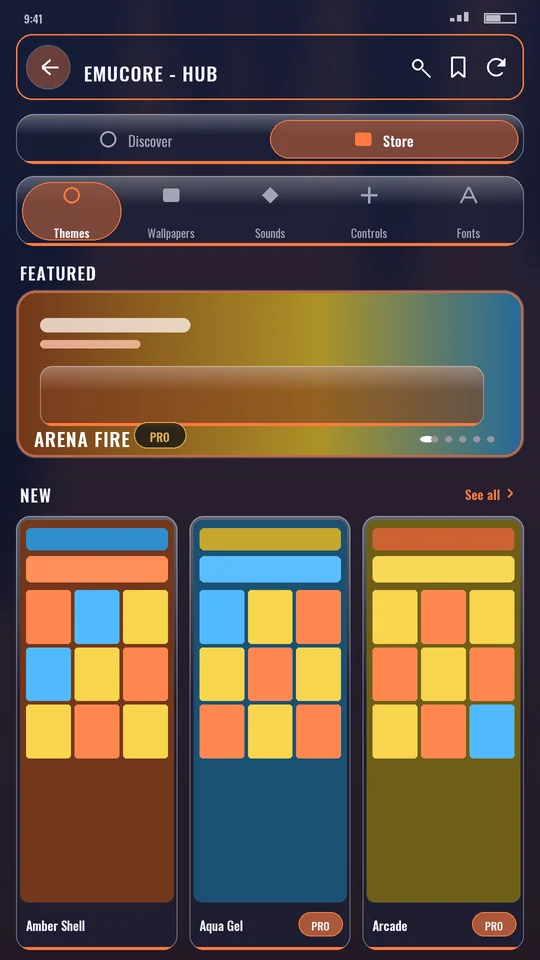 9:41
EMUCORE - HUB
Discover
Store
Themes
Wallpapers
Sounds
Controls
Fonts
FEATURED
ARENA FIRE
PRO
NEW
See all
Amber Shell
Aqua Gel
PRO
Arcade
PRO